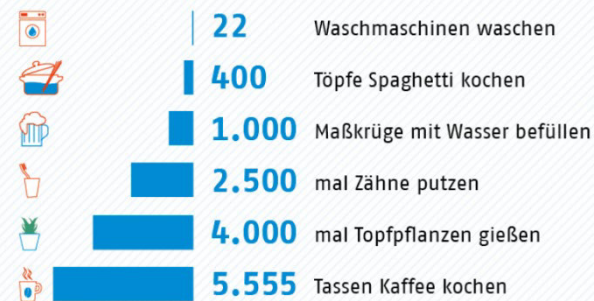 22 Waschmaschinen waschen
400 Töpfe Spaghetti kochen
1.000 Maßkrüge mit Wasser befüllen
2.500 mal Zähne putzen
4.000 mal Topfpflanzen gießen
5.555 Tassen Kaffee kochen